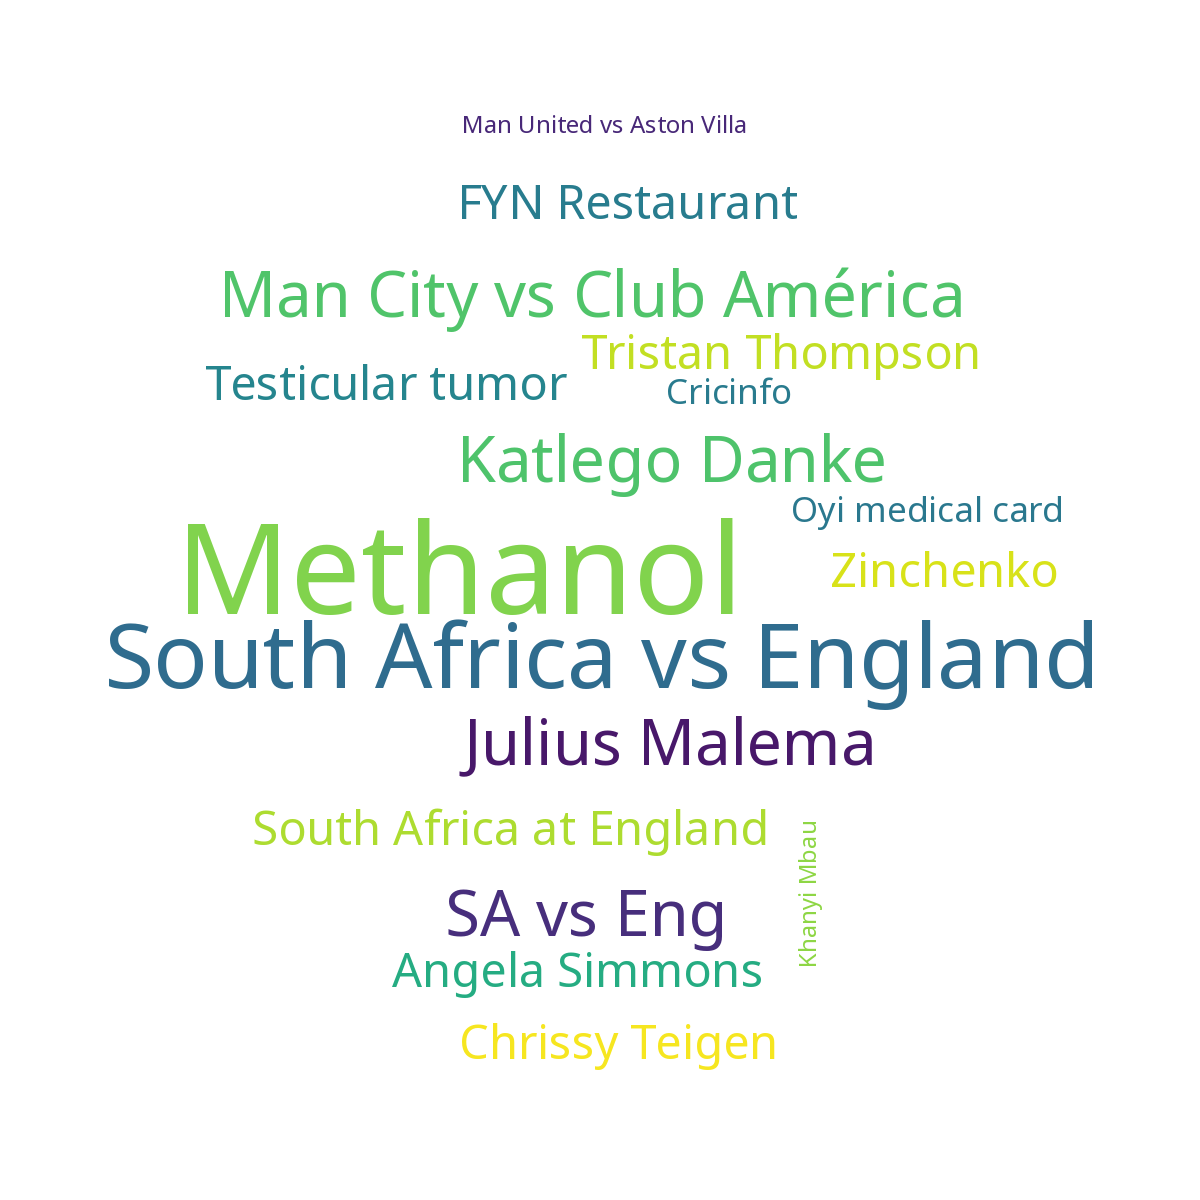 Man United vs Aston Villa
FYN Restaurant
Man City vs Club América
Tristan Thompson
Testicular tumor
Cricinfo
Katlego Danke
Oyi medical card
Methanol
Zinchenko
South Africa vs England
Julius Malema
South Africa at England
Khanyi Mbau
SA vs Eng
Angela Simmons
Chrissy Teigen